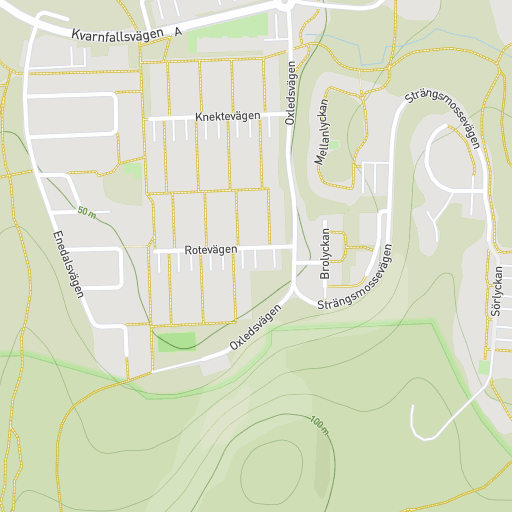 Kvarnfallsvägen A
Oxledsvägen
Strängsmossevägen
Mellanlyckan
Knektevägen
50 m
Enedalsvägen
Rotevägen
Brolyckan
Strängsmossevägen
Sörlyckan
Oxledsvägen
100 m